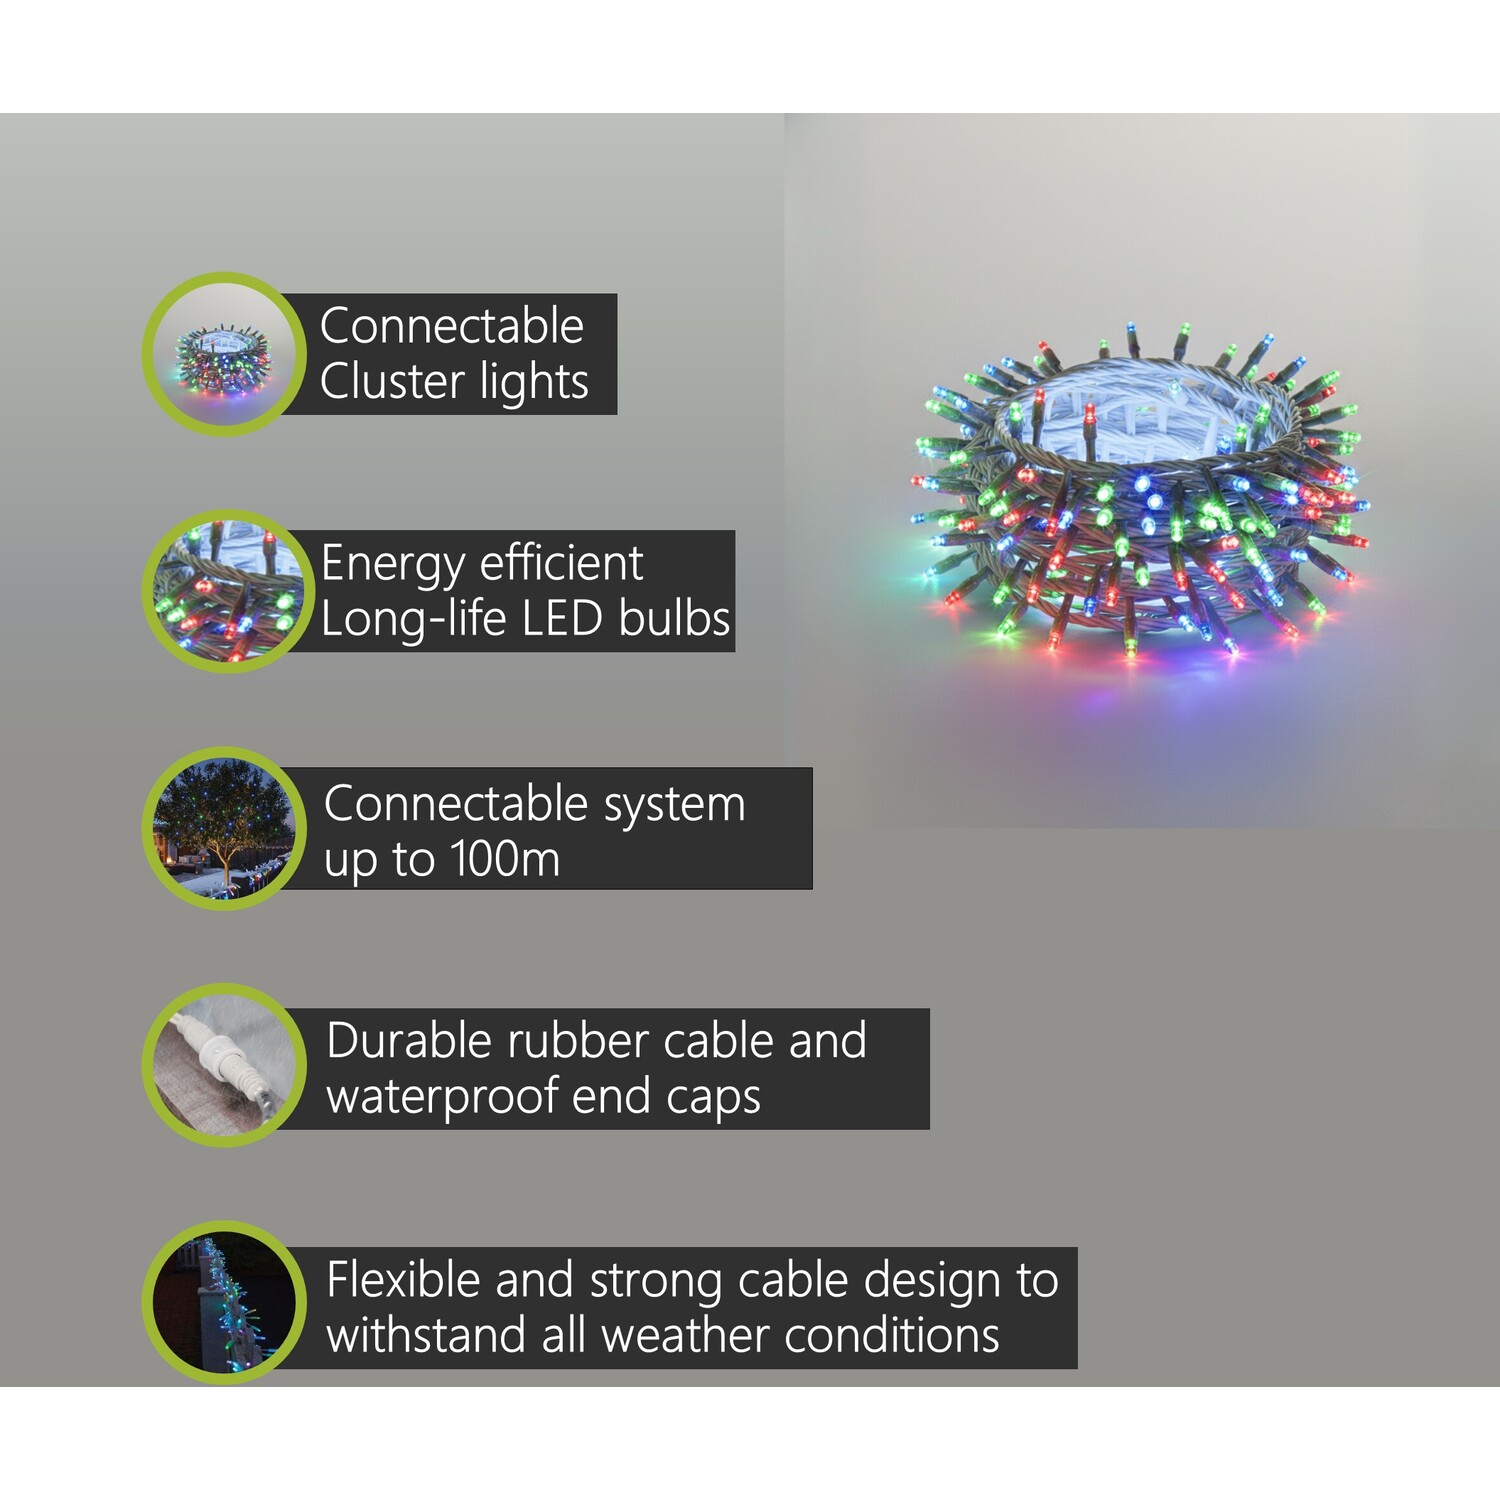 Connectable
Cluster lights
Energy efficient
Long-life LED bulbs
Connectable system
up to 100m
Durable rubber cable and
waterproof end caps
Flexible and strong cable design to
withstand all weather conditions